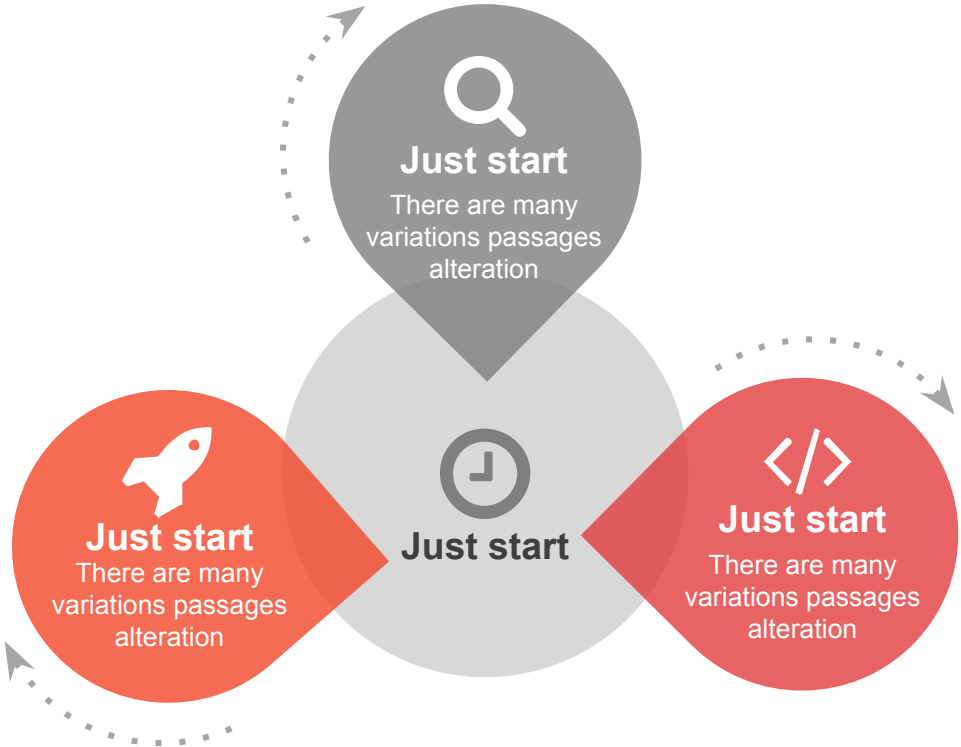 Just start
There are many
variations passages
alteration
Just start
There are many
variations passages
alteration
Just start
Just start
There are many
variations passages
alteration